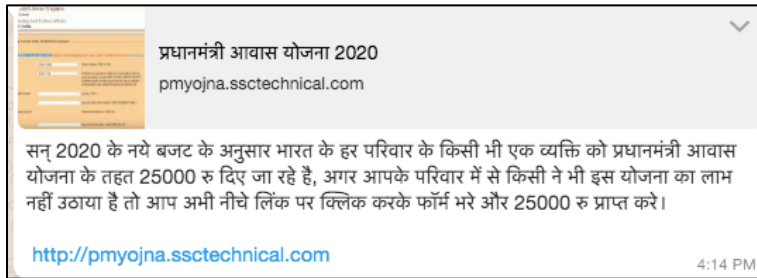 प्रधानमंत्री आवास योजना 2020
pmyojna.ssctechnical.com
सन् 2020 के नये बजट के अनुसार भारत के हर परिवार के किसी भी एक व्यक्ति को प्रधानमंत्री आवास
योजना के तहत 25000 रु दिए जा रहे है, अगर आपके परिवार में से किसी ने भी इस योजना का लाभ
नहीं उठाया है तो आप अभी नीचे लिंक पर क्लिक करके फॉर्म भरे और 25000 रु प्राप्त करे।
http://pmyojna.ssctechnical.com
4:14 PM